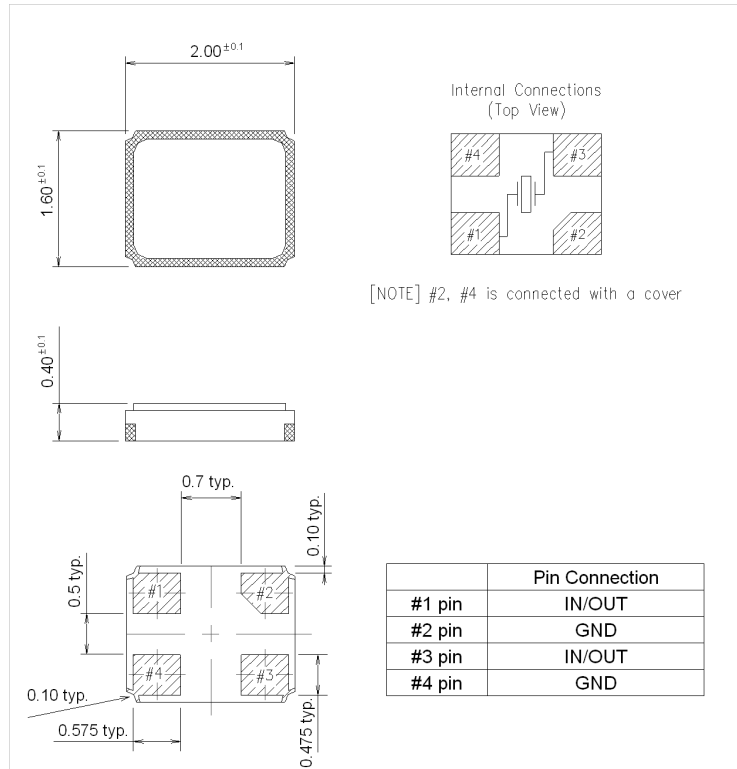 2.00±0.1
Internal Connections
(Top View)
#4
#3
#1
#2
1.60±0.1
[NOTE] #2, #4 is connected with a cover
0.40±0.1
0.7 typ.
0.10 typ.
0.5 typ.
#1
#2
#4
#3
0.10 typ.
0.575 typ.
0.475 typ.
Pin Connection
#1 pin IN/OUT
#2 pin GND
#3 pin IN/OUT
#4 pin GND